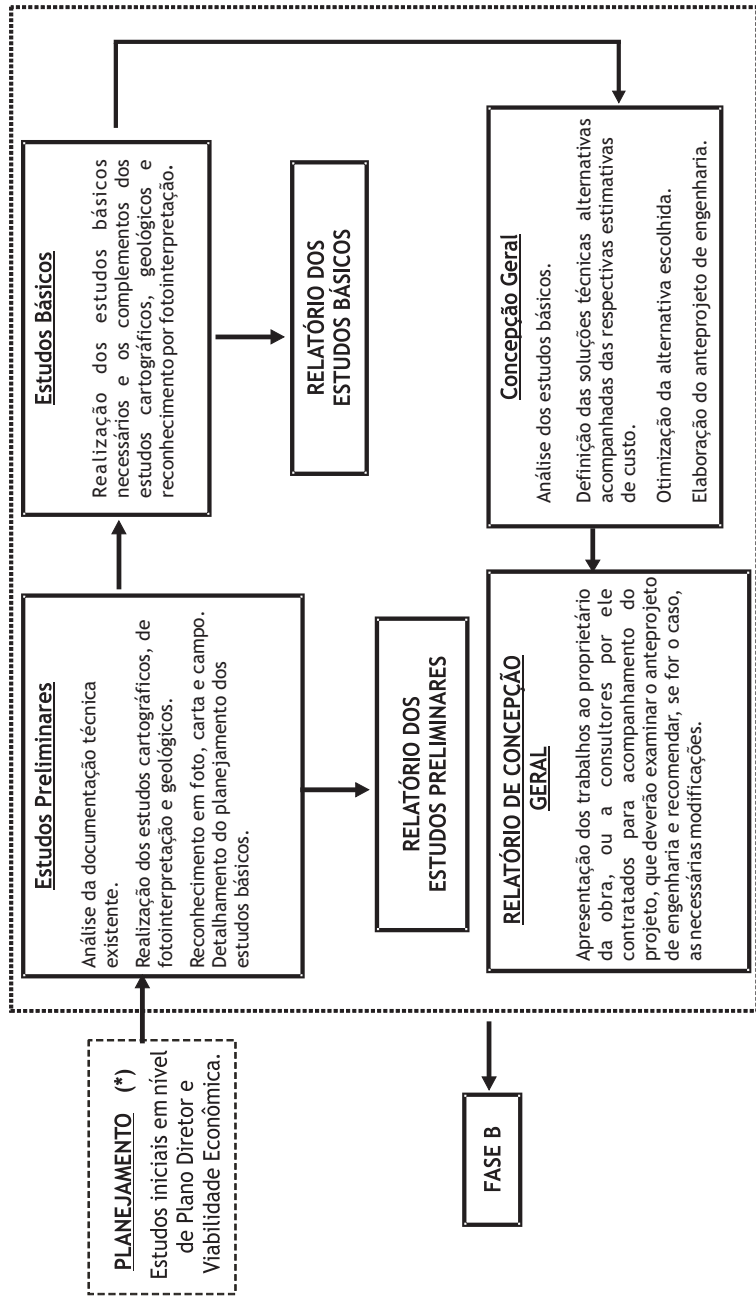 PLANEJAMENTO (*)
Estudos iniciais em nível
de Plano Diretor e
Viabilidade Econômica.
Estudos Preliminares
Análise da documentação técnica
existente.
Realização dos estudos cartográficos, de
fotointerpretação e geológicos.
Reconhecimento em foto, carta e campo.
Detalhamento do planejamento dos
estudos básicos.
RELATÓRIO DOS
ESTUDOS PRELIMINARES
Estudos Básicos
Realização dos estudos básicos
necessários e os complementos dos
estudos cartográficos, geológicos e
reconhecimento por fotointerpretação.
RELATÓRIO DOS
ESTUDOS BÁSICOS
Concepção Geral
Análise dos estudos básicos.
Definição das soluções técnicas alternativas
acompanhadas das respectivas estimativas
de custo.
Otimização da alternativa escolhida.
Elaboração do anteprojeto de engenharia.
RELATÓRIO DE CONCEPÇÃO
GERAL
Apresentação dos trabalhos ao proprietário
da obra, ou a consultores por ele
contratados para acompanhamento do
projeto, que deverão examinar o anteprojeto
de engenharia e recomendar, se for o caso,
as necessárias modificações.
FASE B